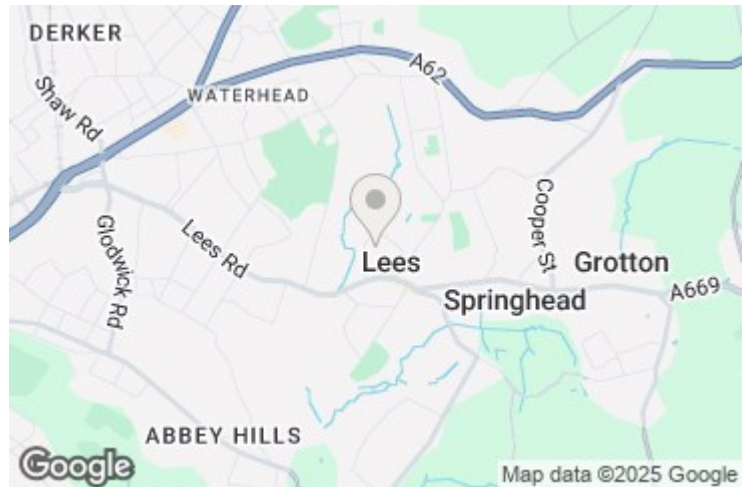 DERKER
A62
WATERHEAD
Shaw Rd
Cooper St
Glodwick Rd
Lees Rd
Lees
Grotton
Springhead
A669
ABBEY HILLS
Google
Map data ©2025 Google